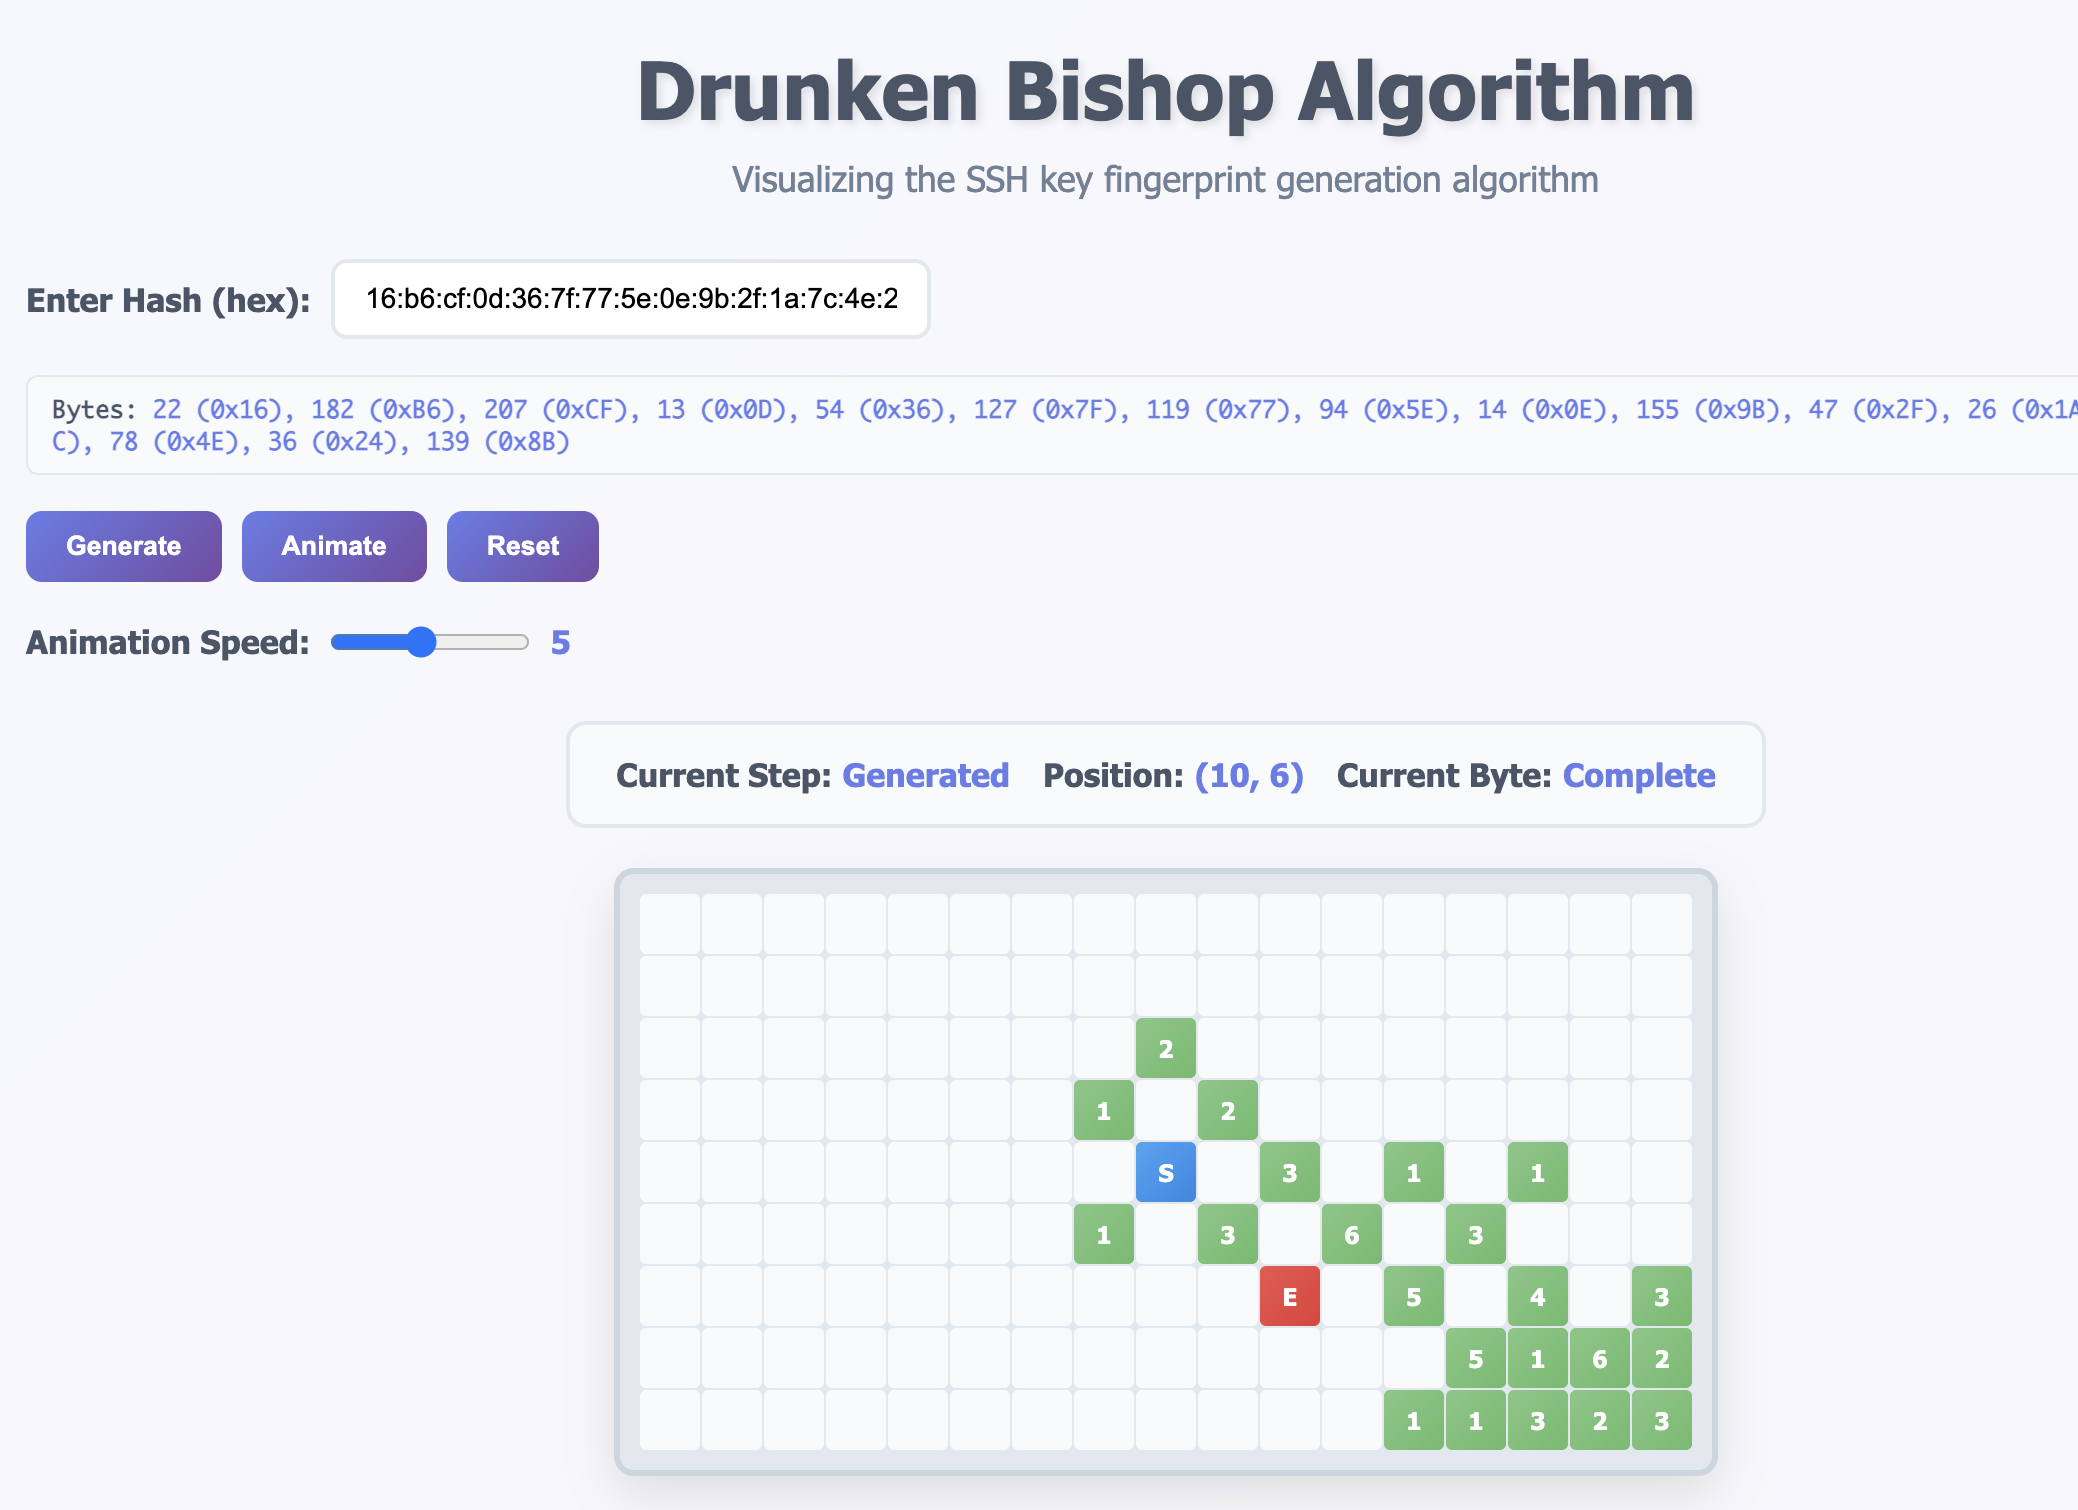 Drunken Bishop Algorithm
Visualizing the SSH key fingerprint generation algorithm
Enter Hash (hex): 16:b6:cf:0d:36:7f:77:5e:0e:9b:2f:1a:7c:4e:2
Bytes: 22 (0x16), 182 (0xB6), 207 (0xCF), 13 (0x0D), 54 (0x36), 127 (0x7F), 119 (0x77), 94 (0x5E), 14 (0x0E), 155 (0x9B), 47 (0x2F), 26 (0x1A
C), 78 (0x4E), 36 (0x24), 139 (0x8B)
Generate Animate Reset
Animation Speed: 5
Current Step: Generated Position: (10, 6) Current Byte: Complete
2
1 2
S 3 1 1
1 3 6 3
E 5 4 3
5 1 6 2
1 1 3 2 3